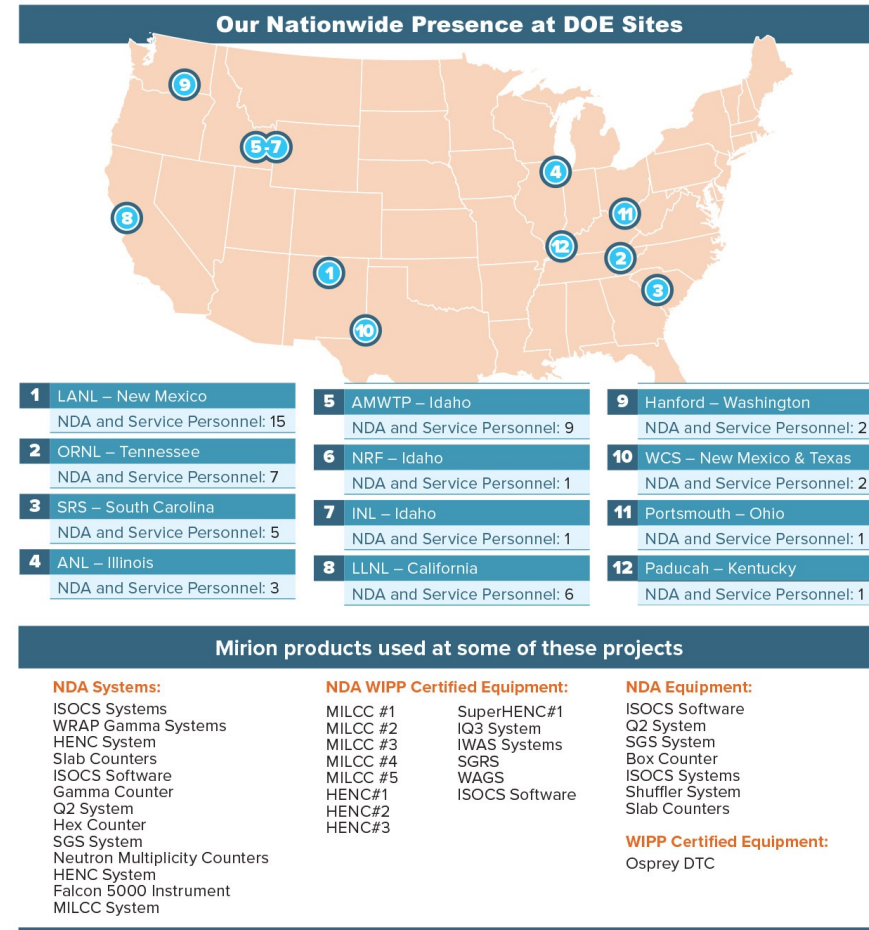 Our Nationwide Presence at DOE Sites
9
5-7
4
8
11
12
2
1
3
10
1 LANL – New Mexico
NDA and Service Personnel: 15
2 ORNL – Tennessee
NDA and Service Personnel: 7
3 SRS – South Carolina
NDA and Service Personnel: 5
4 ANL – Illinois
NDA and Service Personnel: 3
5 AMWTP – Idaho
NDA and Service Personnel: 9
6 NRF – Idaho
NDA and Service Personnel: 1
7 INL – Idaho
NDA and Service Personnel: 1
8 LLNL – California
NDA and Service Personnel: 6
9 Hanford – Washington
NDA and Service Personnel: 2
10 WCS – New Mexico & Texas
NDA and Service Personnel: 2
11 Portsmouth – Ohio
NDA and Service Personnel: 1
12 Paducah – Kentucky
NDA and Service Personnel: 1
Mirion products used at some of these projects
NDA Systems:
ISOCS Systems
WRAP Gamma Systems
HENC System
Slab Counters
ISOCS Software
Gamma Counter
Q2 System
Hex Counter
SGS System
Neutron Multiplicity Counters
HENC System
Falcon 5000 Instrument
MILCC System
NDA WIPP Certified Equipment:
MILCC #1
MILCC #2
MILCC #3
MILCC #4
MILCC #5
HENC#1
HENC#2
HENC#3
SuperHENC#1
IQ3 System
IWAS Systems
SGRS
WAGS
ISOCS Software
NDA Equipment:
ISOCS Software
Q2 System
SGS System
Box Counter
ISOCS Systems
Shuffler System
Slab Counters
WIPP Certified Equipment:
Osprey DTC